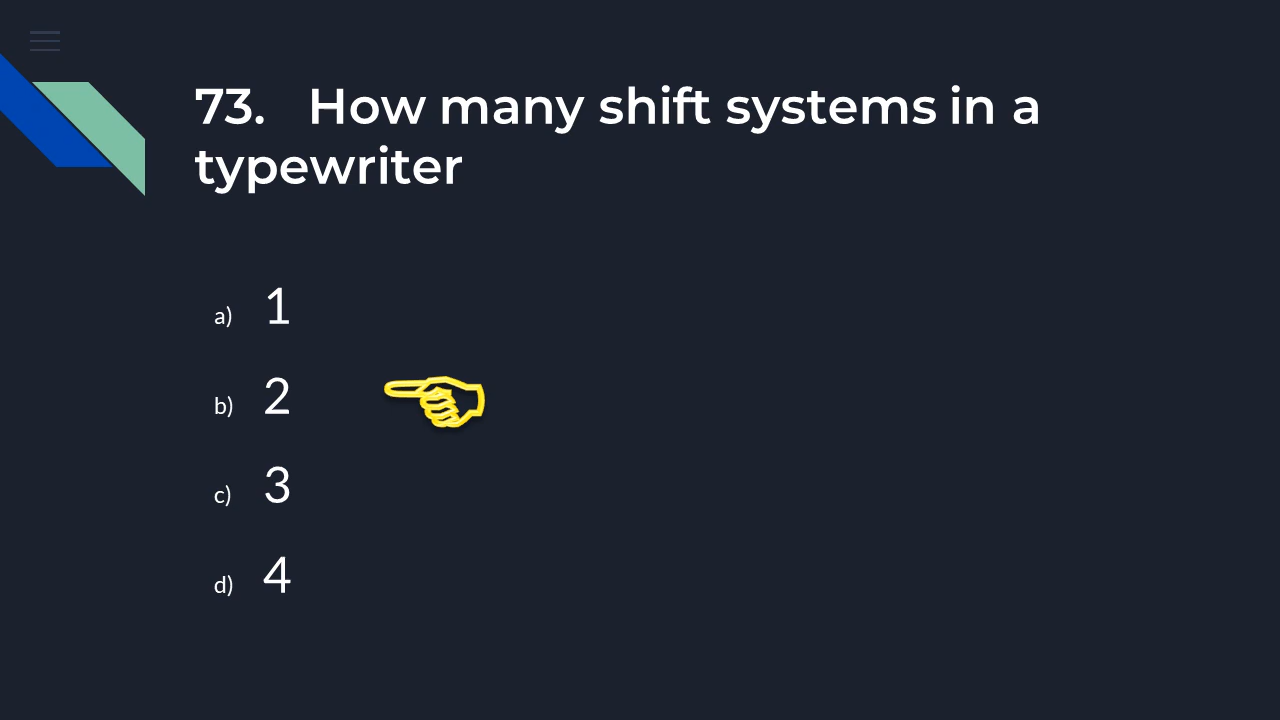 73. How many shift systems in a
typewriter
a) 1
b) 2
c) 3
d) 4